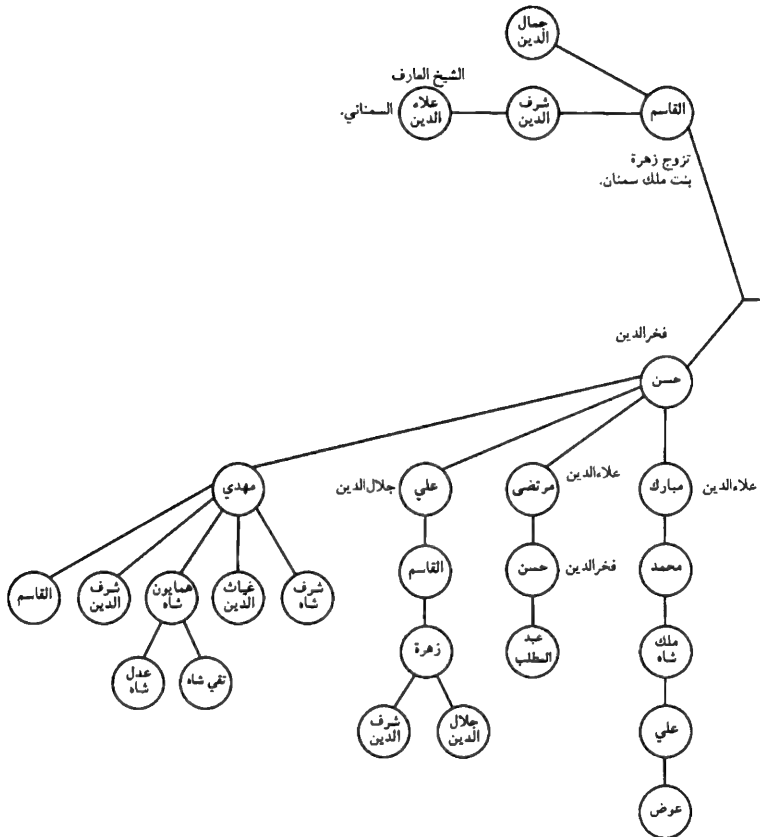 جمال
الدين
الشيخ العارف
القاسم
شرف
الدين
علاء
الدين
السمناني.
تزوج زهرة
بنت ملك سمنان.
فخرالدين
حسن
علاءالدين
مبارك
علاءالدين
مرتضى
علي
جلال الدين
مهدي
محمد
فخرالدين
حسن
القاسم
شرف
شاه
غياث
الدين
همايون
شاه
شرف
الدين
القاسم
ملك
شاه
عبد
المطلب
زهرة
تقي شاه
عدل
شاه
علي
جلال
الدين
شرف
الدين
عوض